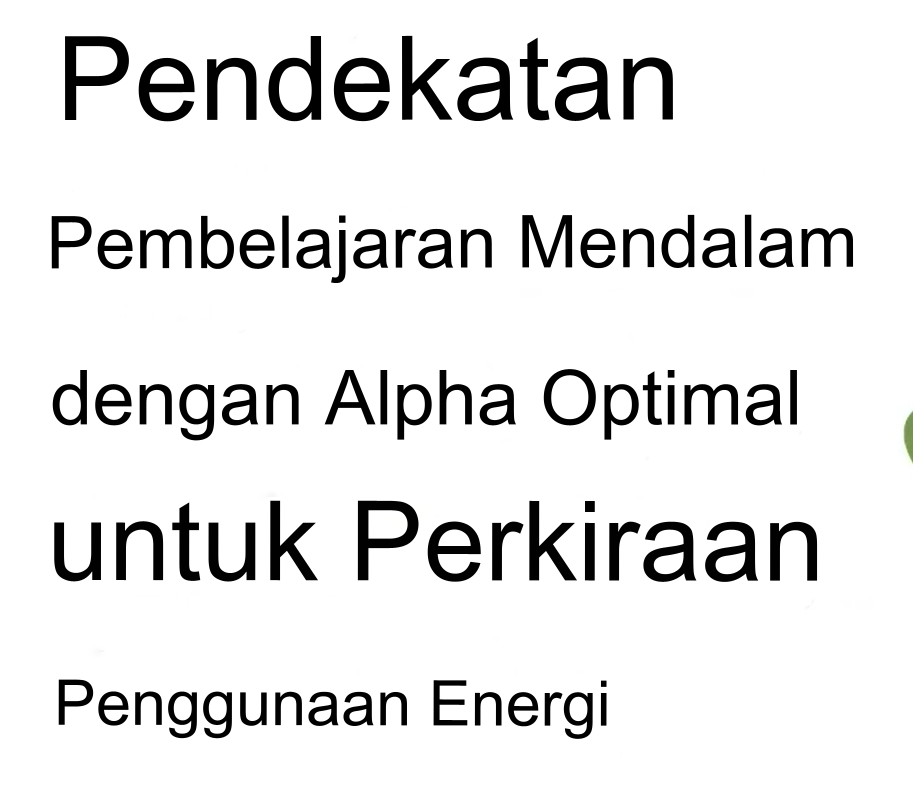 Pendekatan
Pembelajaran Mendalam
dengan Alpha Optimal
untuk Perkiraan
Penggunaan Energi